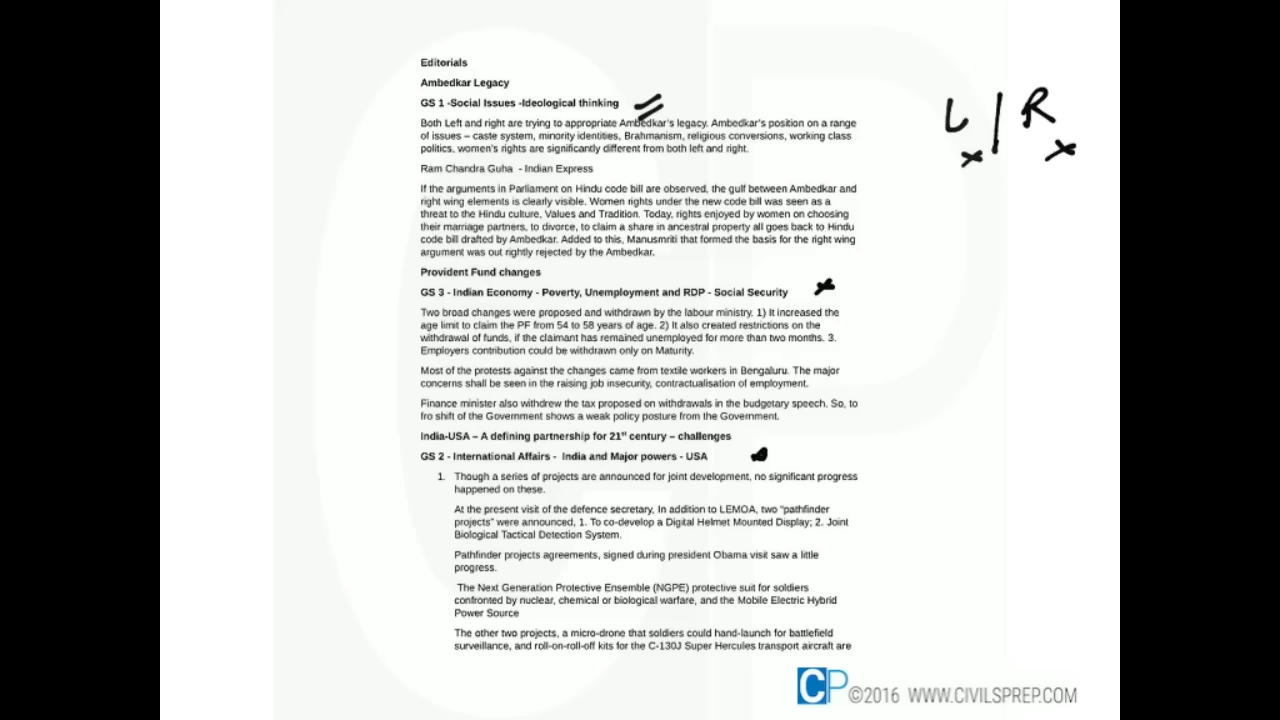 Editorials
Ambedkar Legacy
GS 1 -Social Issues -Ideological thinking
Both Left and right are trying to appropriate Ambedkar's legacy. Ambedkar's position on a range
of issues – caste system, minority identities, Brahmanism, religious conversions, working class
politics, women's rights are significantly different from both left and right.
Ram Chandra Guha - Indian Express
If the arguments in Parliament on Hindu code bill are observed, the gulf between Ambedkar and
right wing elements is clearly visible. Women rights under the new code bill was seen as a
threat to the Hindu culture, Values and Tradition. Today, rights enjoyed by women on choosing
their marriage partners, to divorce, to claim a share in ancestral property all goes back to Hindu
code bill drafted by Ambedkar. Added to this, Manusmriti that formed the basis for the right wing
argument was out rightly rejected by the Ambedkar.
Provident Fund changes
GS 3 - Indian Economy - Poverty, Unemployment and RDP - Social Security
Two broad changes were proposed and withdrawn by the labour ministry. 1) It increased the
age limit to claim the PF from 54 to 58 years of age. 2) It also created restrictions on the
withdrawal of funds, if the claimant has remained unemployed for more than two months. 3.
Employers contribution could be withdrawn only on Maturity.
Most of the protests against the changes came from textile workers in Bengaluru. The major
concerns shall be seen in the raising job insecurity, contractualisation of employment.
Finance minister also withdrew the tax proposed on withdrawals in the budgetary speech. So, to
fro shift of the Government shows a weak policy posture from the Government.
India-USA – A defining partnership for 21st century – challenges
GS 2 - International Affairs - India and Major powers - USA
1. Though a series of projects are announced for joint development, no significant progress
happened on these.
At the present visit of the defence secretary, In addition to LEMOA, two "pathfinder
projects" were announced, 1. To co-develop a Digital Helmet Mounted Display; 2. Joint
Biological Tactical Detection System.
Pathfinder projects agreements, signed during president Obama visit saw a little
progress.
The Next Generation Protective Ensemble (NGPE) protective suit for soldiers
confronted by nuclear, chemical or biological warfare, and the Mobile Electric Hybrid
Power Source
The other two projects, a micro-drone that soldiers could hand-launch for battlefield
surveillance, and roll-on-roll-off kits for the C-130J Super Hercules transport aircraft are
L / R
CP ©2016 WWW.CIVILSPREP.COM